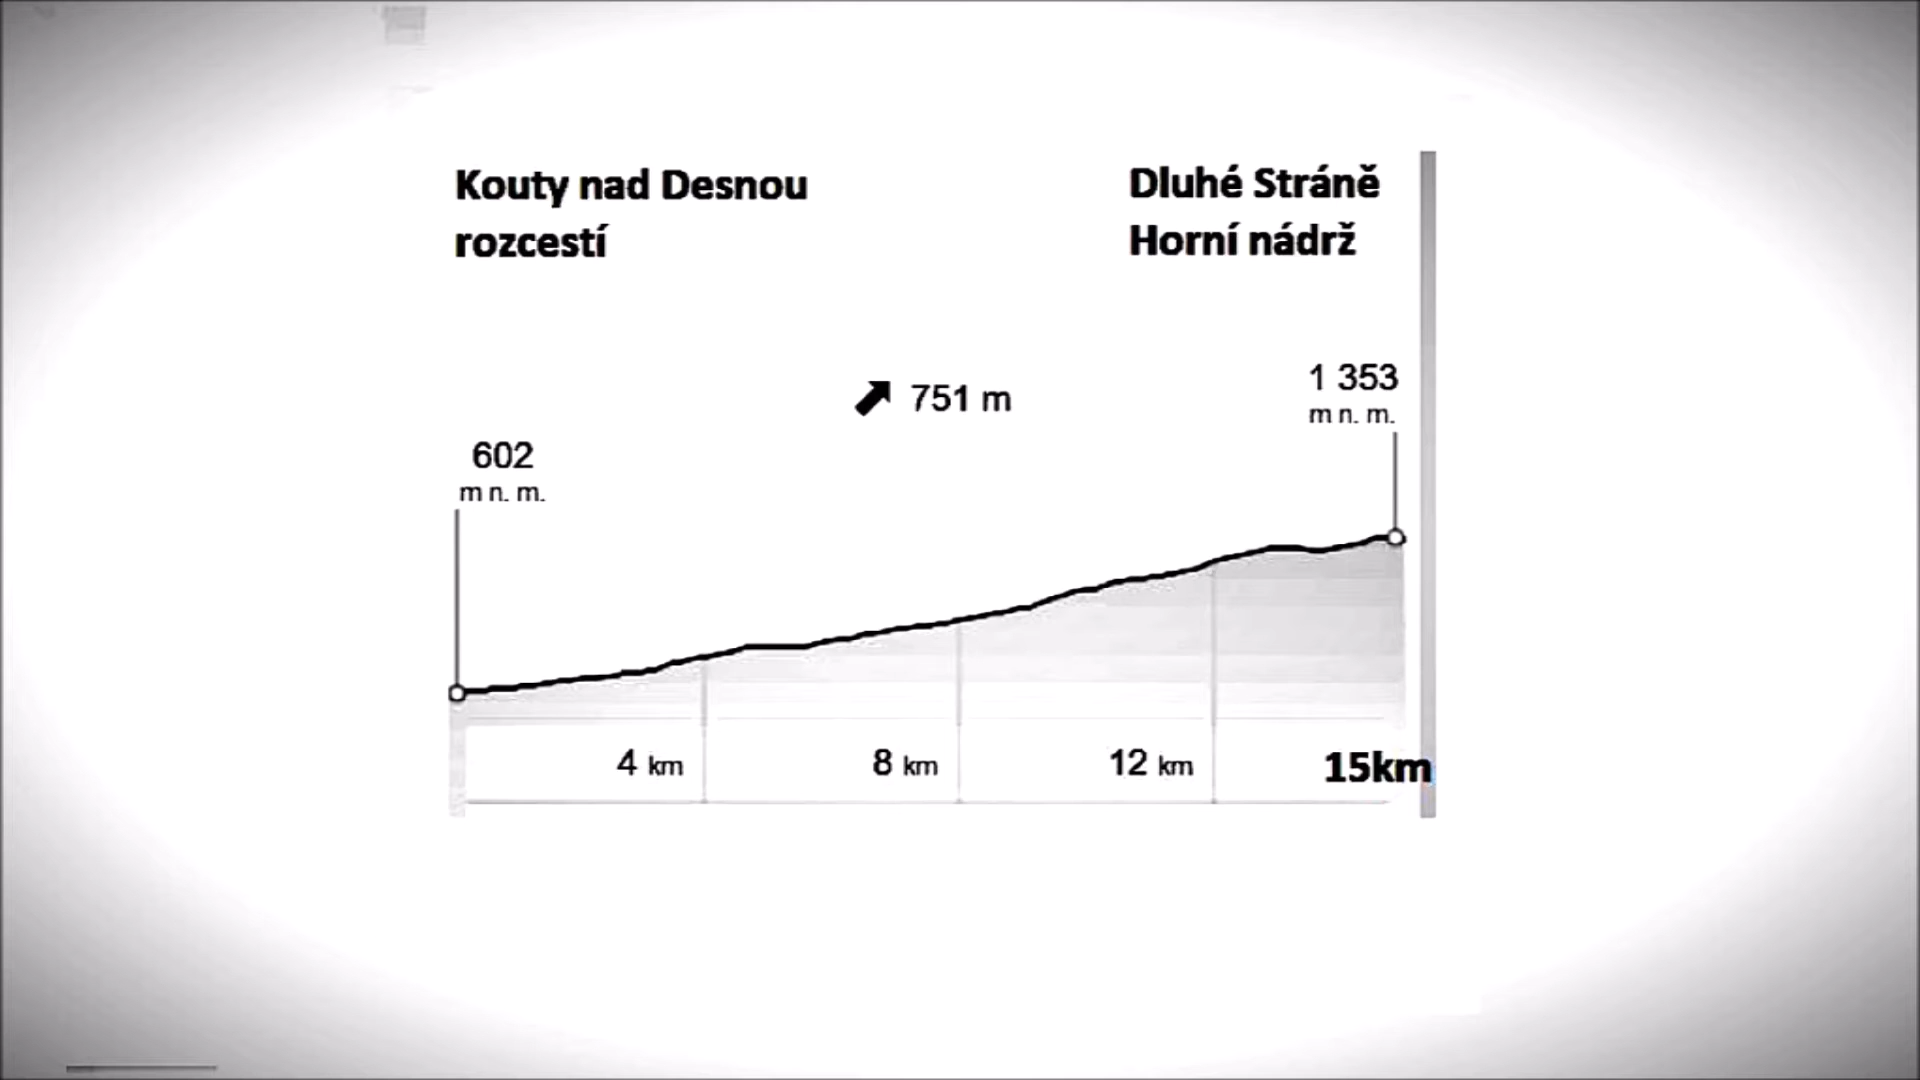 Kouty nad Desnou
rozcestí
Dluhé Stráně
Horní nádrž
751 m
1 353
m n. m.
602
m n. m.
4 km
8 km
12 km
15km